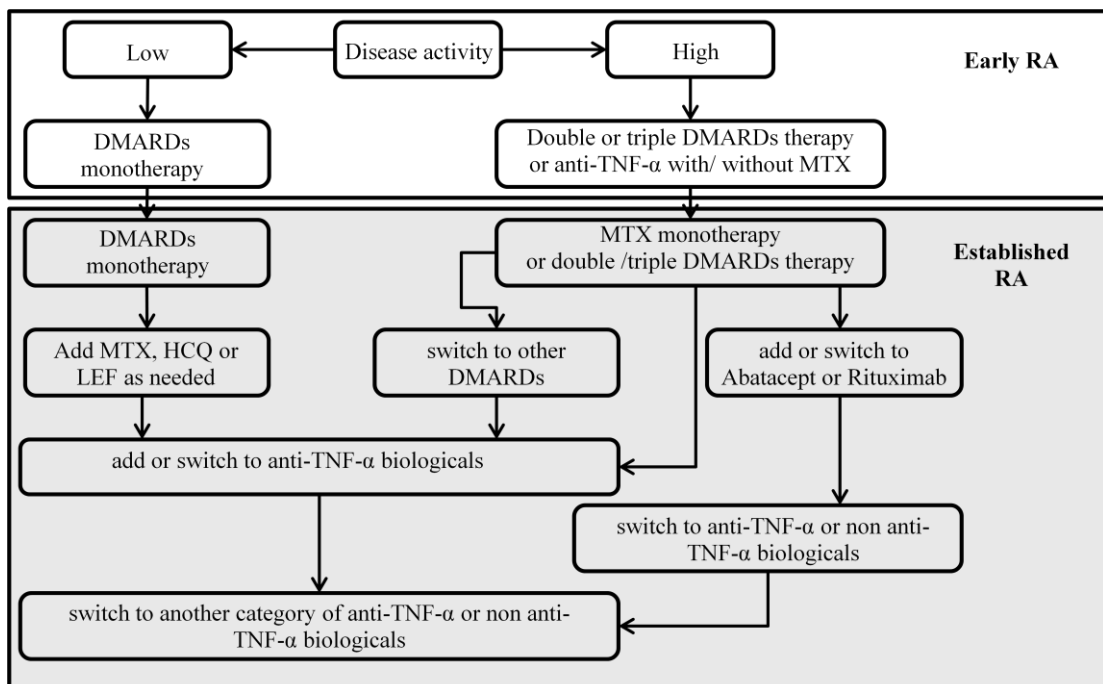 Low
Disease activity
High
Early RA
DMARDs
monotherapy
Double or triple DMARDs therapy
or anti-TNF-α with/ without MTX
DMARDs
monotherapy
MTX monotherapy
or double /triple DMARDs therapy
Established
RA
Add MTX, HCQ or
LEF as needed
switch to other
DMARDs
add or switch to
Abatacept or Rituximab
add or switch to anti-TNF-α biologicals
switch to anti-TNF-α or non anti-
TNF-α biologicals
switch to another category of anti-TNF-α or non anti-
TNF-α biologicals